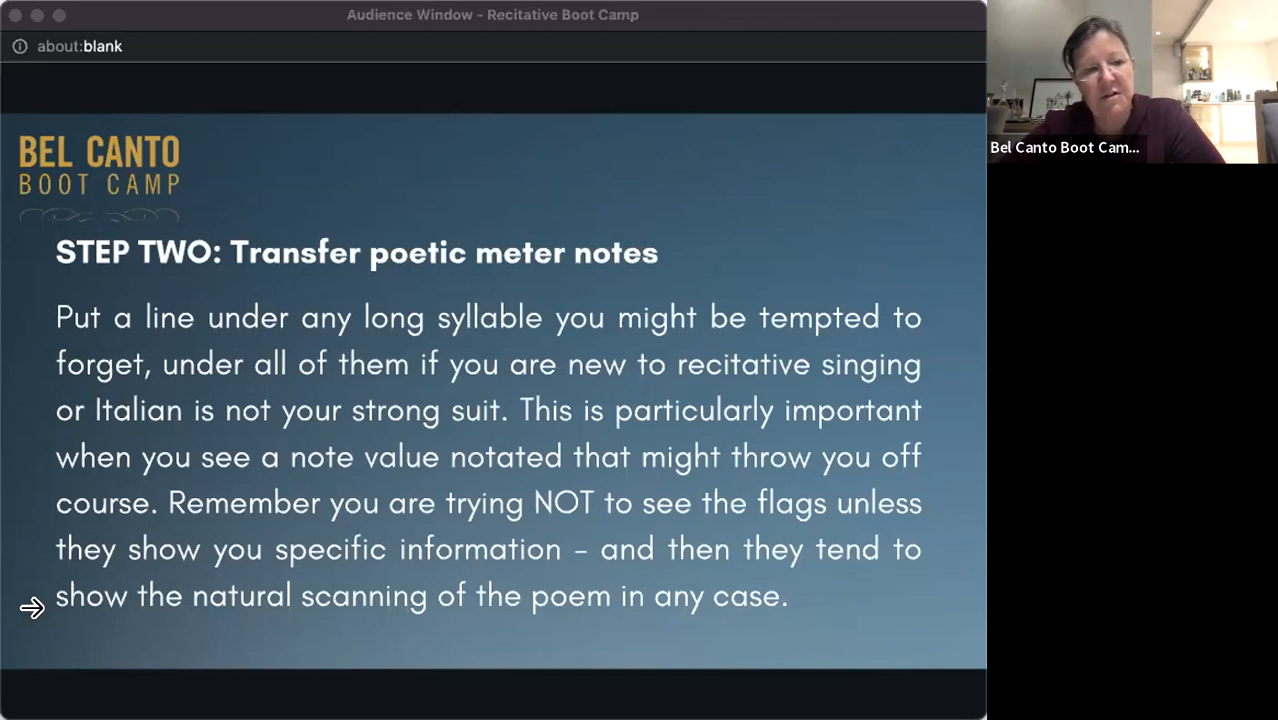 Audience Window - Recitative Boot Camp
about:blank
BEL CANTO
BOOT CAMP
STEP TWO: Transfer poetic meter notes
Put a line under any long syllable you might be tempted to
forget, under all of them if you are new to recitative singing
or Italian is not your strong suit. This is particularly important
when you see a note value notated that might throw you off
course. Remember you are trying NOT to see the flags unless
they show you specific information - and then they tend to
show the natural scanning of the poem in any case.
Bel Canto Boot Cam...